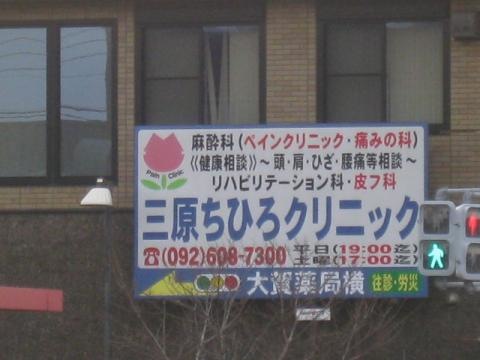 麻酔科(ペインクリニック・痛みの科)
Pain Clinic
《健康相談》〜頭・肩・ひざ・腰痛等相談〜
リハビリテーション科・皮フ科
三原ちひろクリニック
☎(092)608-7300 平日(19:00迄)
土曜(17:00迄)
大賀薬局横 往診・労災